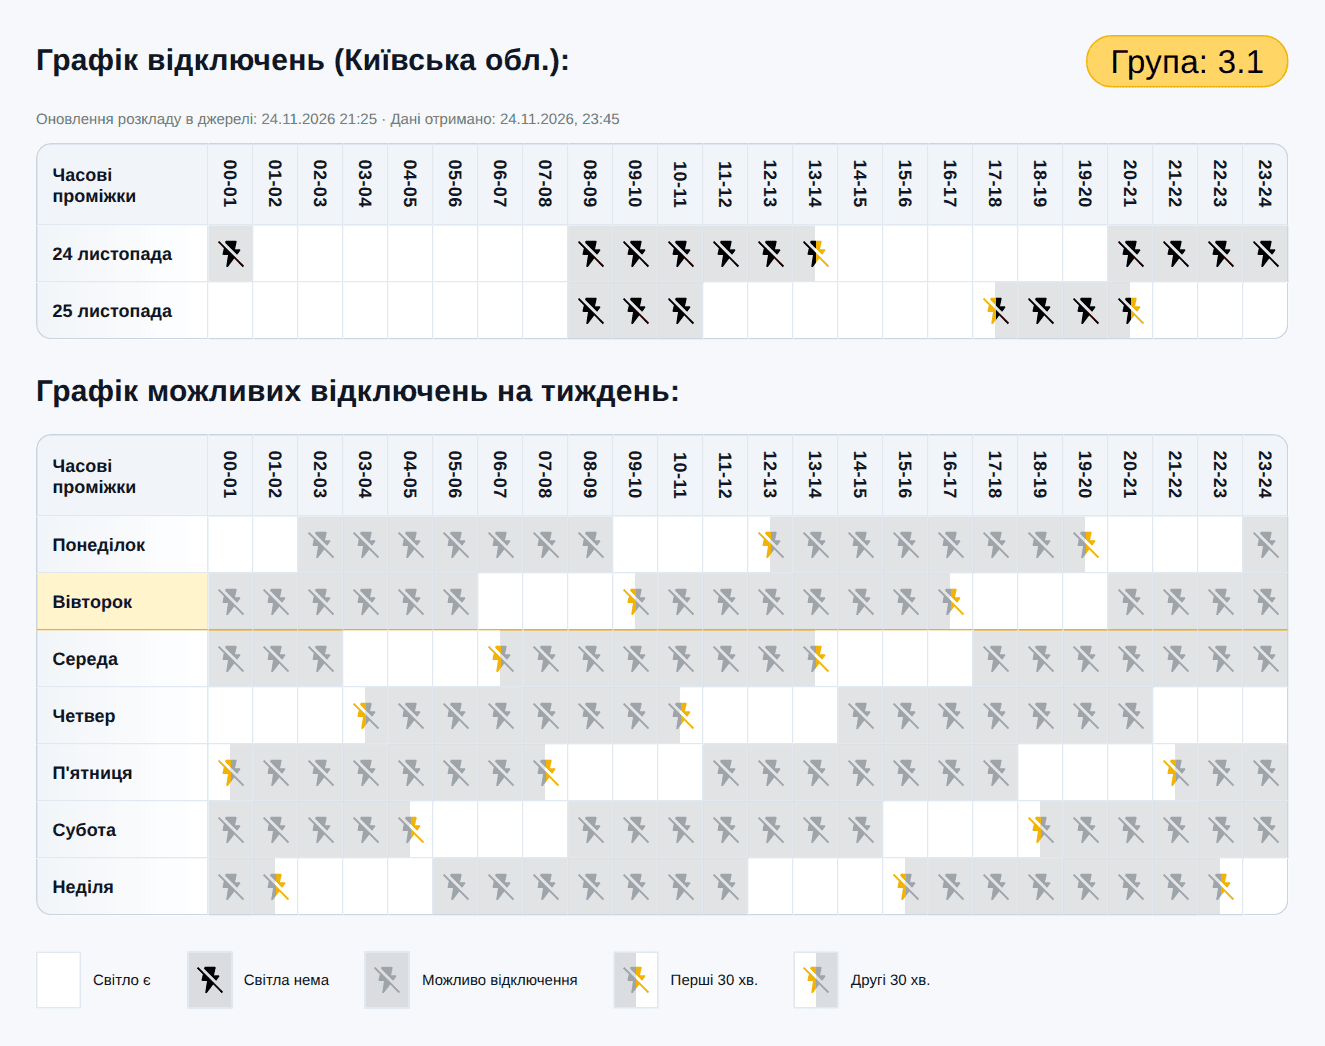 Графік відключень (Київська обл.):
Група: 3.1
Оновлення розкладу в джерелі: 24.11.2026 21:25 · Дані отримано: 24.11.2026, 23:45
Часові
проміжки
00-01 01-02 02-03 03-04 04-05 05-06 06-07 07-08 08-09 09-10 10-11 11-12 12-13 13-14 14-15 15-16 16-17 17-18 18-19 19-20 20-21 21-22 22-23 23-24
24 листопада
25 листопада
Графік можливих відключень на тиждень:
Часові
проміжки
00-01 01-02 02-03 03-04 04-05 05-06 06-07 07-08 08-09 09-10 10-11 11-12 12-13 13-14 14-15 15-16 16-17 17-18 18-19 19-20 20-21 21-22 22-23 23-24
Понеділок
Вівторок
Середа
Четвер
П'ятниця
Субота
Неділя
Світло є
Світла нема
Можливо відключення
Перші 30 хв.
Другі 30 хв.